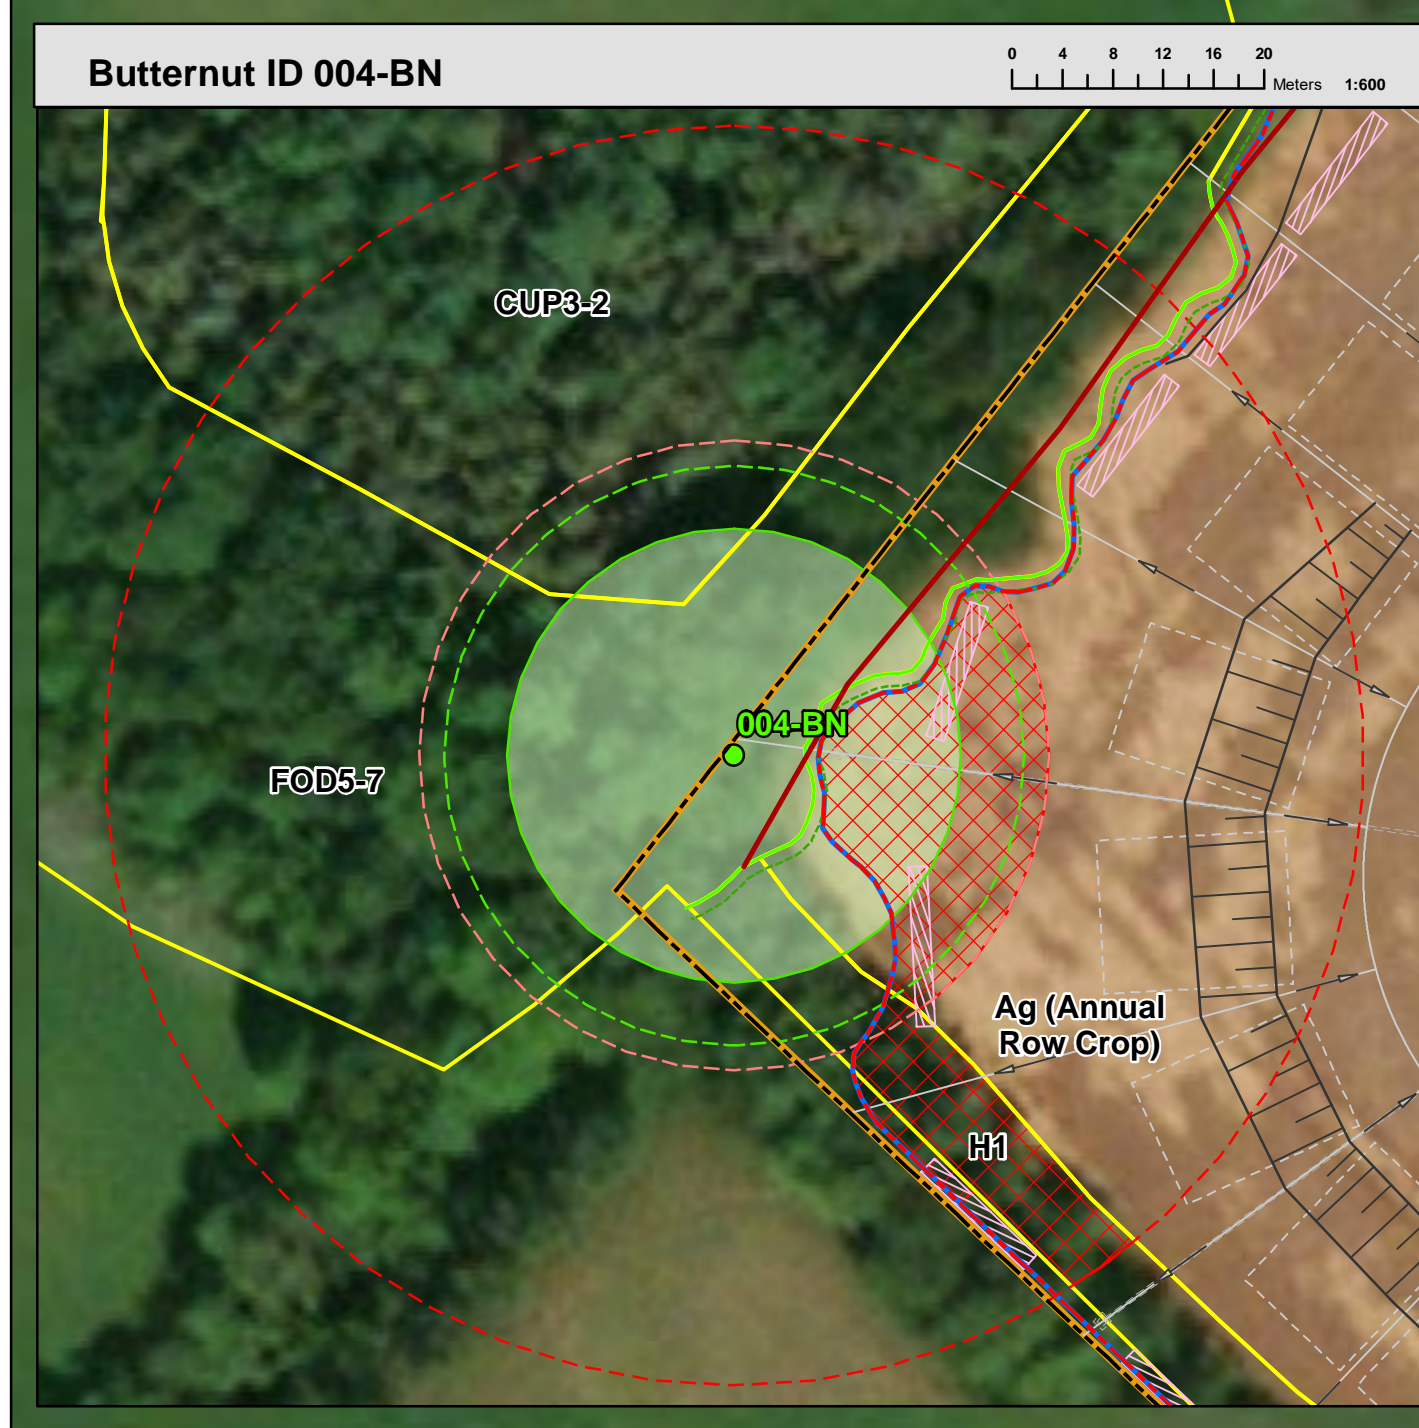 Butternut ID 004-BN
0 4 8 12 16 20
Meters 1:600
CUP3-2
004-BN
FOD5-7
Ag (Annual
Row Crop)
H1